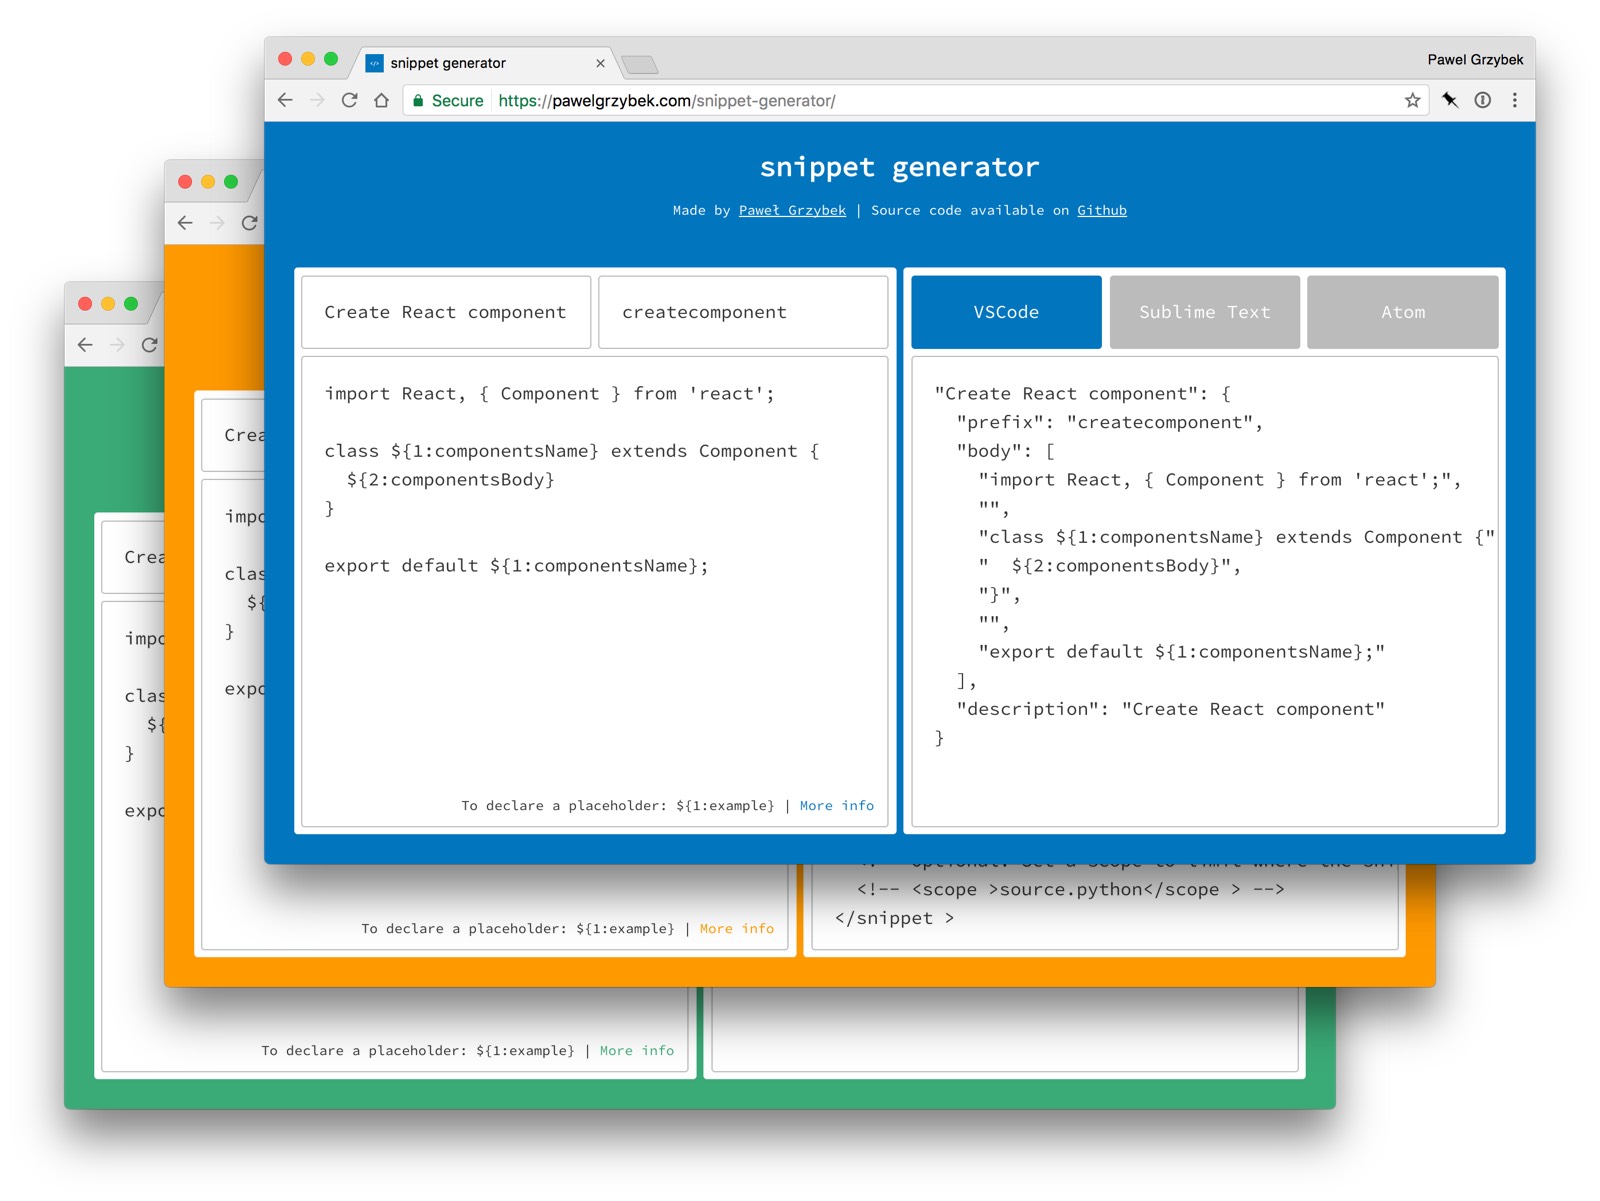 snippet generator
Pawel Grzybek
Secure https://pawelgrzybek.com/snippet-generator/
snippet generator
Made by Paweł Grzybek | Source code available on Github
Create React component
createcomponent
import React, { Component } from 'react';
class ${1:componentsName} extends Component {
${2:componentsBody}
}
export default ${1:componentsName};
To declare a placeholder: ${1:example} | More info
VSCode
Sublime Text
Atom
"Create React component": {
"prefix": "createcomponent",
"body": [
"import React, { Component } from 'react';",
"",
"class ${1:componentsName} extends Component {"
"  ${2:componentsBody}",
"}",
"",
"export default ${1:componentsName};"
],
"description": "Create React component"
}
Crea
impo
clas
${
}
expo
To declare a placeholder: ${1:example} | More info
<!-- <scope >source.python</scope > -->
</snippet >
Crea
impo
clas
${
}
expo
To declare a placeholder: ${1:example} | More info